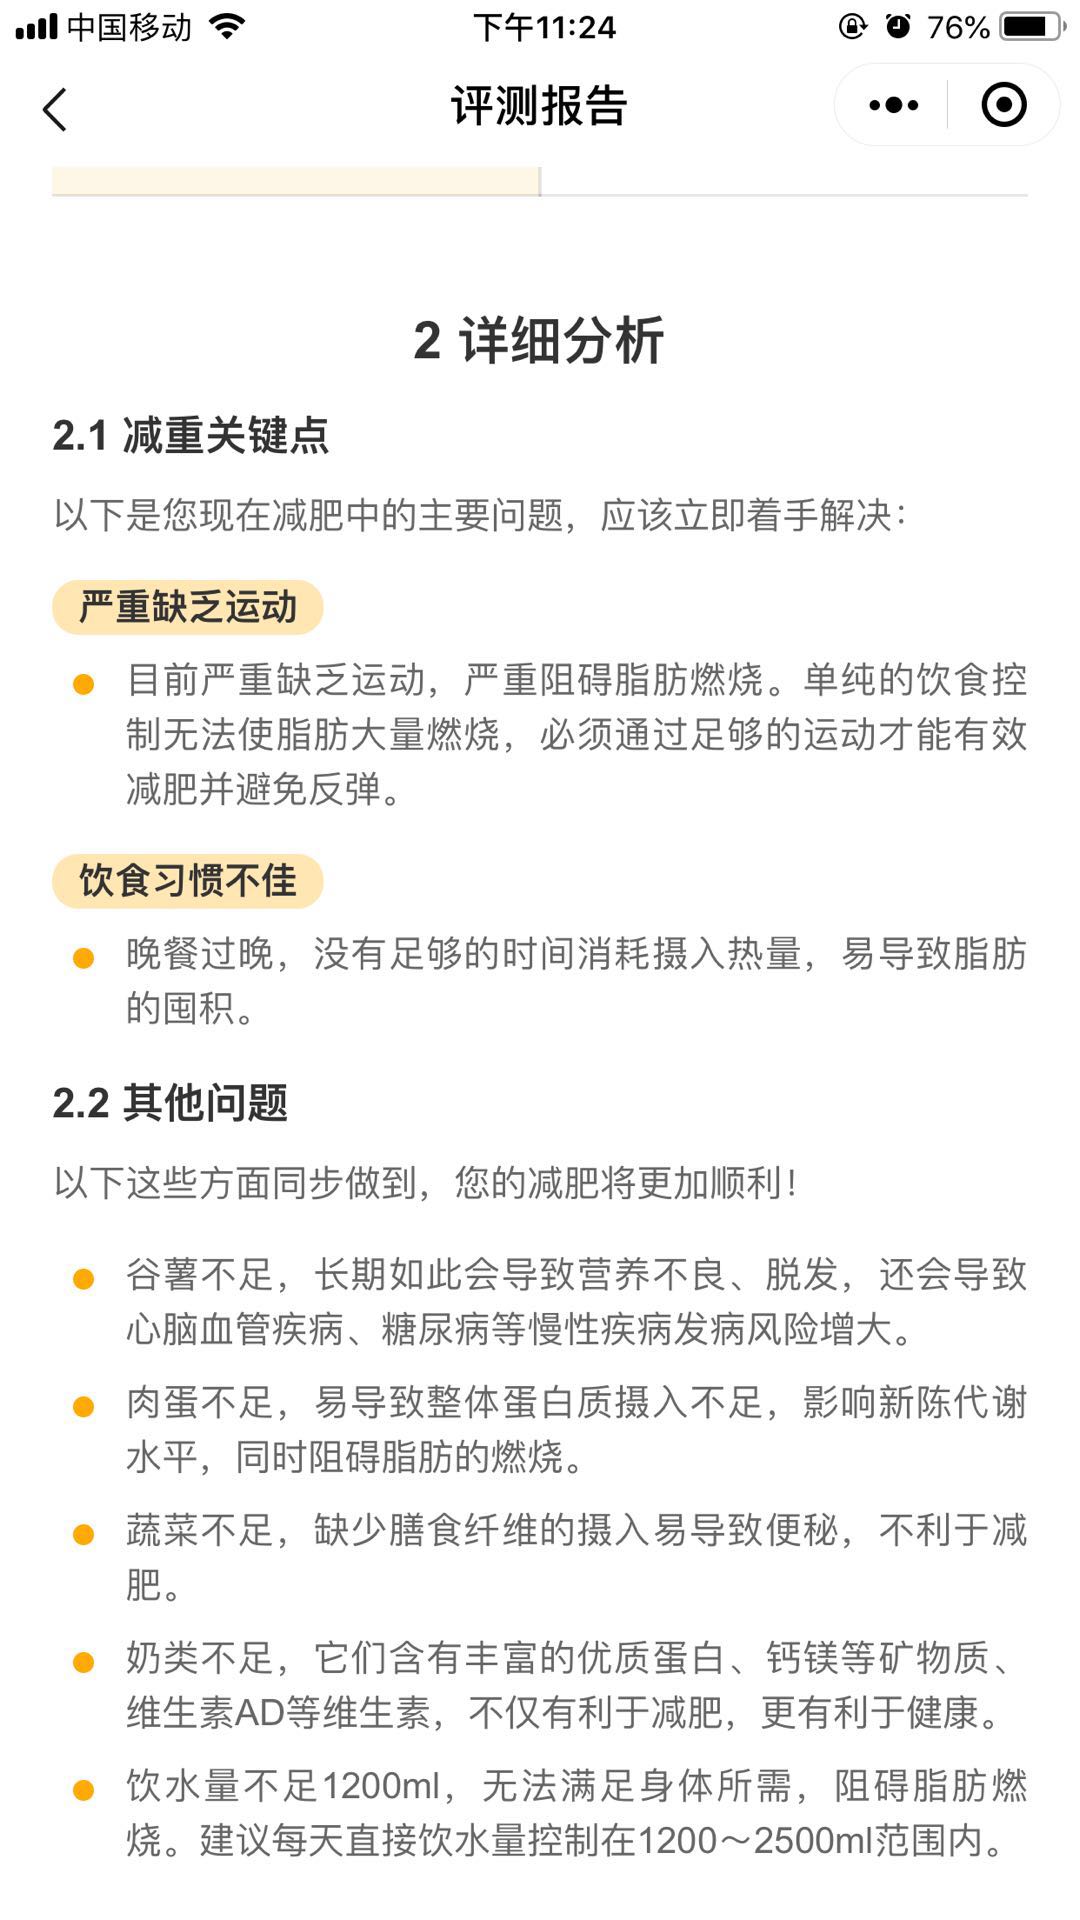 中国移动
下午11:24
76%
评测报告
2 详细分析
2.1 减重关键点
以下是您现在减肥中的主要问题，应该立即着手解决：
严重缺乏运动
目前严重缺乏运动，严重阻碍脂肪燃烧。单纯的饮食控
制无法使脂肪大量燃烧，必须通过足够的运动才能有效
减肥并避免反弹。
饮食习惯不佳
晚餐过晚，没有足够的时间消耗摄入热量，易导致脂肪
的囤积。
2.2 其他问题
以下这些方面同步做到，您的减肥将更加顺利！
谷薯不足，长期如此会导致营养不良、脱发，还会导致
心脑血管疾病、糖尿病等慢性疾病发病风险增大。
肉蛋不足，易导致整体蛋白质摄入不足，影响新陈代谢
水平，同时阻碍脂肪的燃烧。
蔬菜不足，缺少膳食纤维的摄入易导致便秘，不利于减
肥。
奶类不足，它们含有丰富的优质蛋白、钙镁等矿物质、
维生素AD等维生素，不仅有利于减肥，更有利于健康。
饮水量不足1200ml，无法满足身体所需，阻碍脂肪燃
烧。建议每天直接饮水量控制在1200～2500ml范围内。